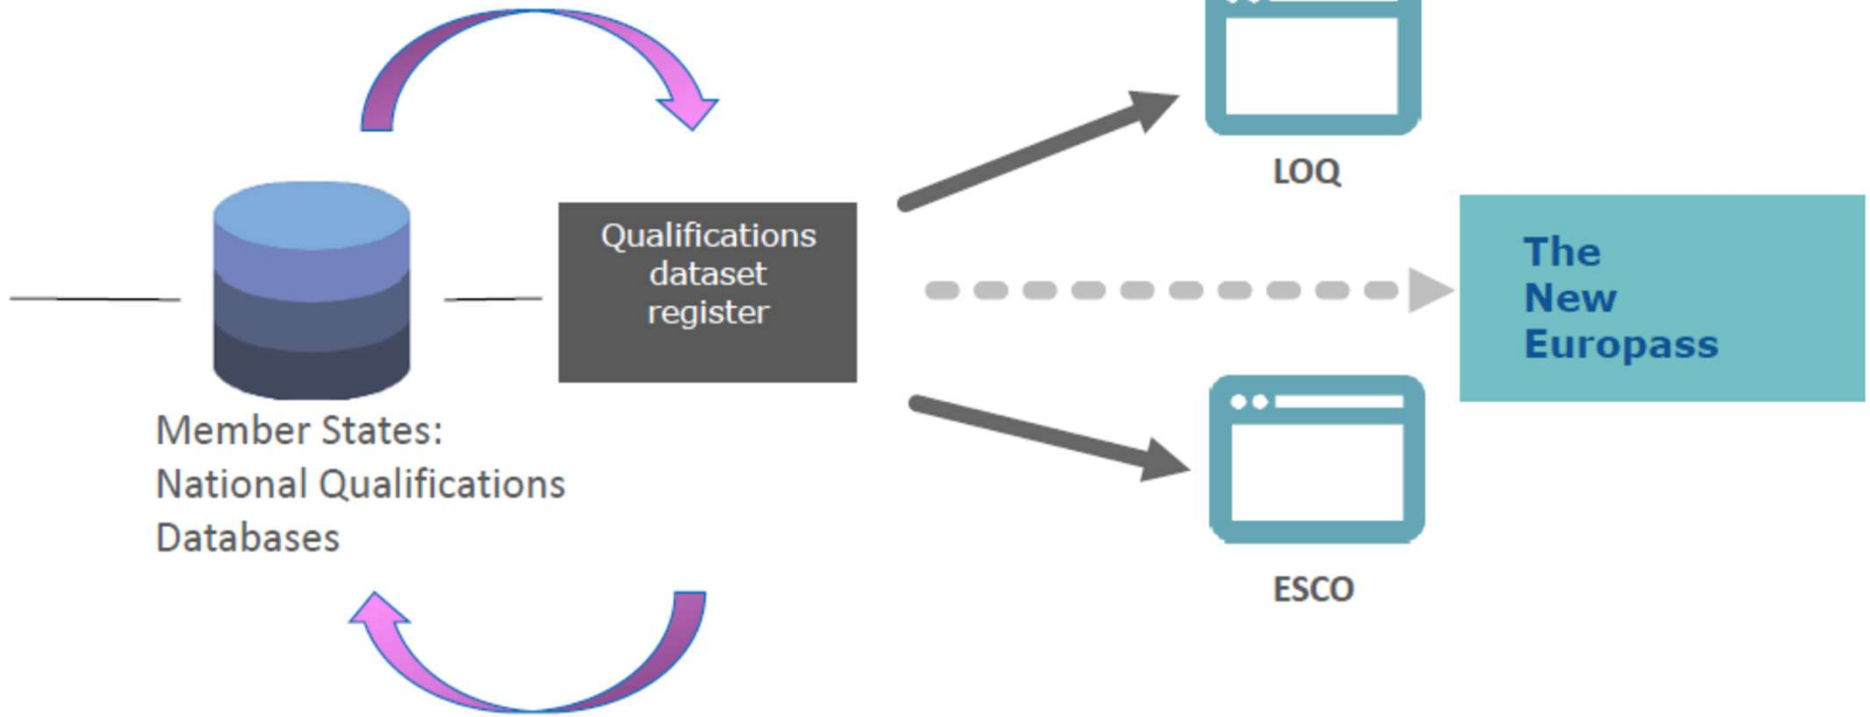 LOQ
Qualifications
dataset
register
The
New
Europass
Member States:
National Qualifications
Databases
ESCO